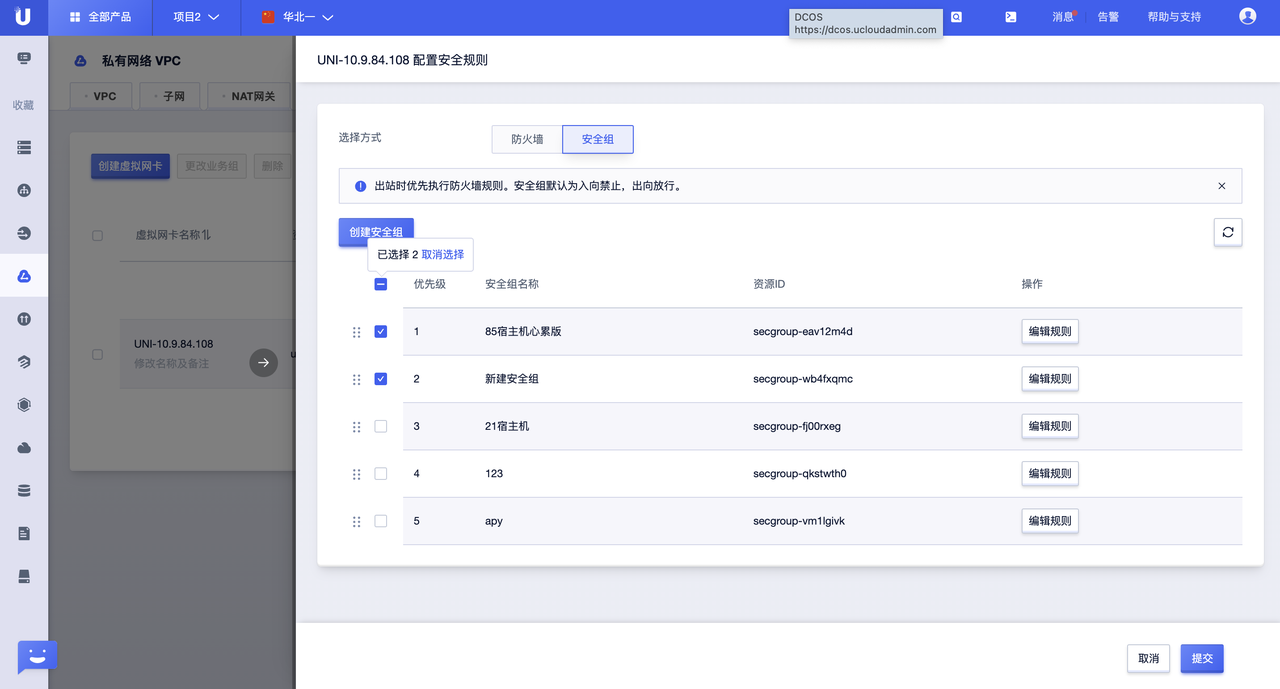 全部产品
项目2
华北一
DCOS
https://dcos.ucloudadmin.com
消息
告警
帮助与支持
收藏
私有网络 VPC
VPC
子网
NAT网关
创建虚拟网卡
更改业务组
删除
虚拟网卡名称
UNI-10.9.84.108
修改名称及备注
UNI-10.9.84.108 配置安全规则
选择方式
防火墙
安全组
出站时优先执行防火墙规则。安全组默认为入向禁止，出向放行。
创建安全组
已选择 2 取消选择
优先级 安全组名称 资源ID 操作
1 85宿主机心累版 secgroup-eav12m4d 编辑规则
2 新建安全组 secgroup-wb4fxqmc 编辑规则
3 21宿主机 secgroup-fj00rxeg 编辑规则
4 123 secgroup-qkstwth0 编辑规则
5 apy secgroup-vm1lgivk 编辑规则
取消
提交